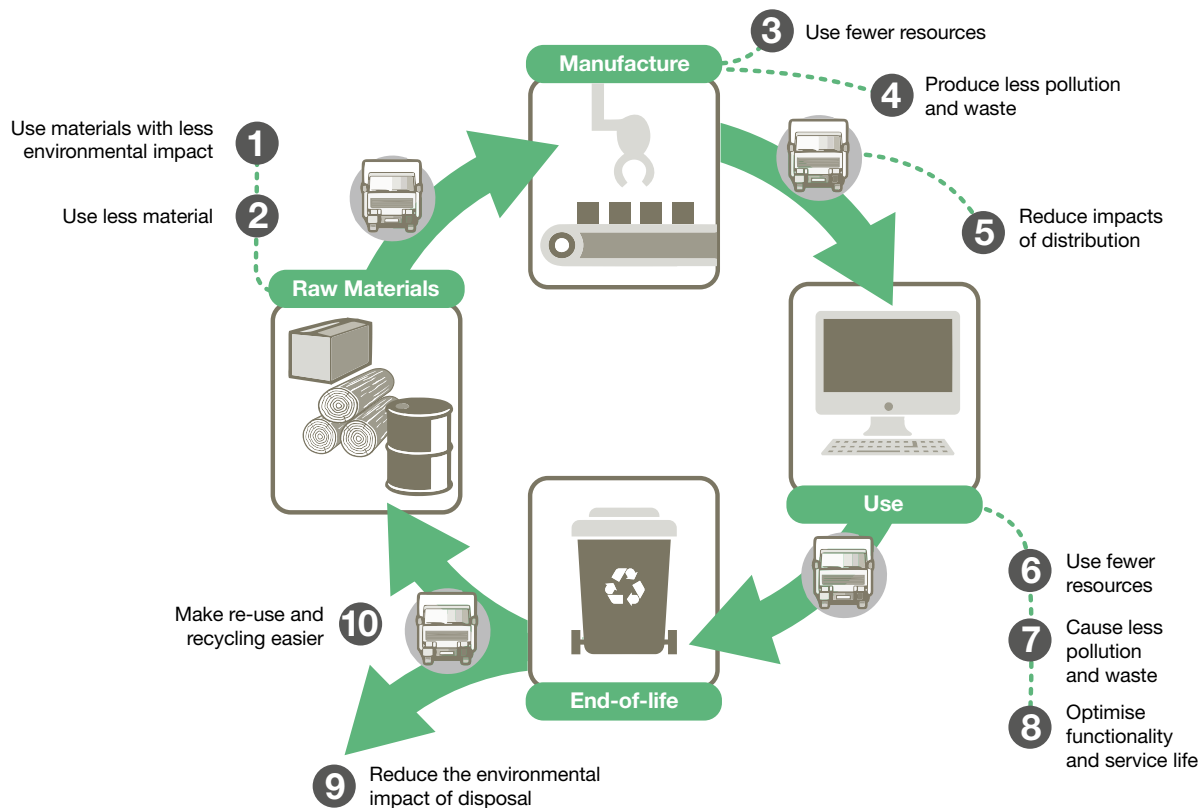 3 Use fewer resources
Manufacture
4 Produce less pollution
and waste
1 Use materials with less
environmental impact
2 Use less material
5 Reduce impacts
of distribution
Raw Materials
Use
6 Use fewer
resources
7 Cause less
pollution
and waste
8 Optimise
functionality
and service life
10 Make re-use and
recycling easier
End-of-life
9 Reduce the environmental
impact of disposal